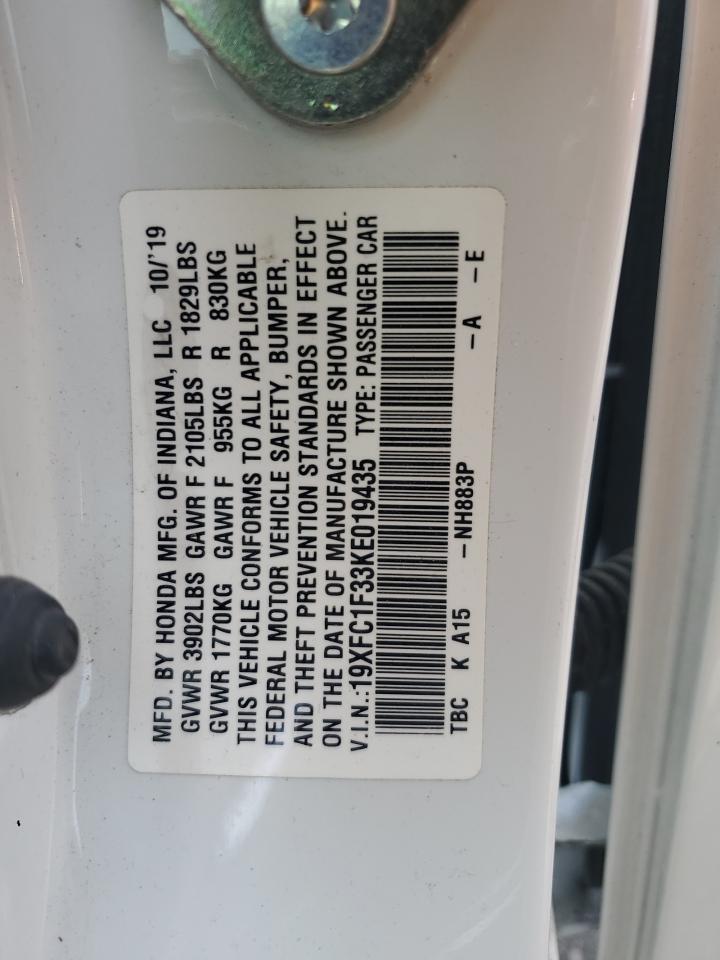 MFD. BY HONDA MFG. OF INDIANA, LLC 10/'19
GVWR 3902LBS GAWR F 2105LBS R 1829LBS
GVWR 1770KG GAWR F 955KG R 830KG
THIS VEHICLE CONFORMS TO ALL APPLICABLE
FEDERAL MOTOR VEHICLE SAFETY, BUMPER,
AND THEFT PREVENTION STANDARDS IN EFFECT
ON THE DATE OF MANUFACTURE SHOWN ABOVE.
V.I.N.:19XFC1F33KE019435 TYPE: PASSENGER CAR
TBC K A15 -NH883P -A -E